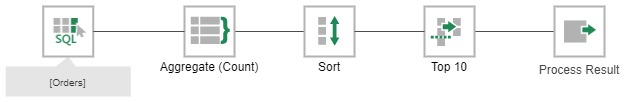 SQL
[Orders]
Aggregate (Count)
Sort
Top 10
Process Result